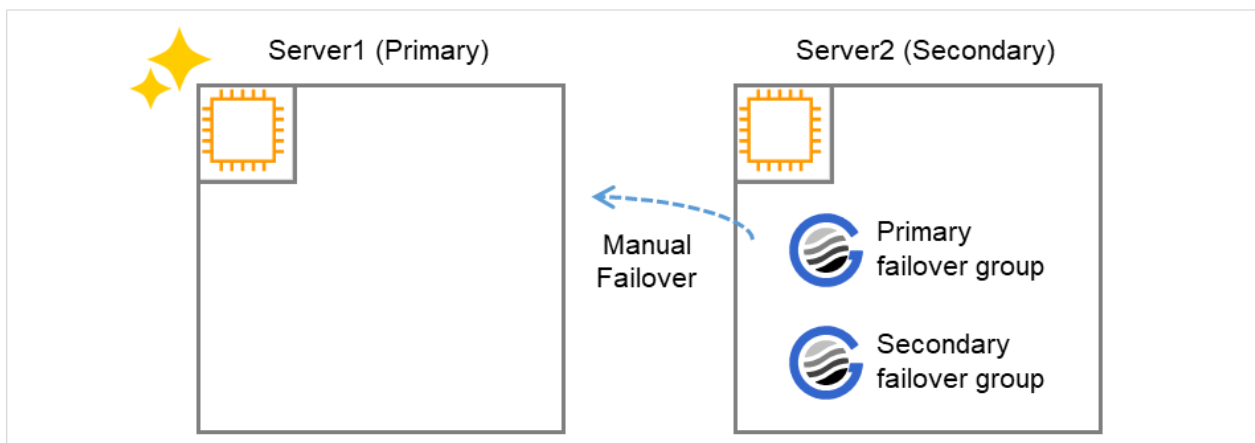 Server1 (Primary)
Server2 (Secondary)
Manual
Failover
Primary
failover group
Secondary
failover group